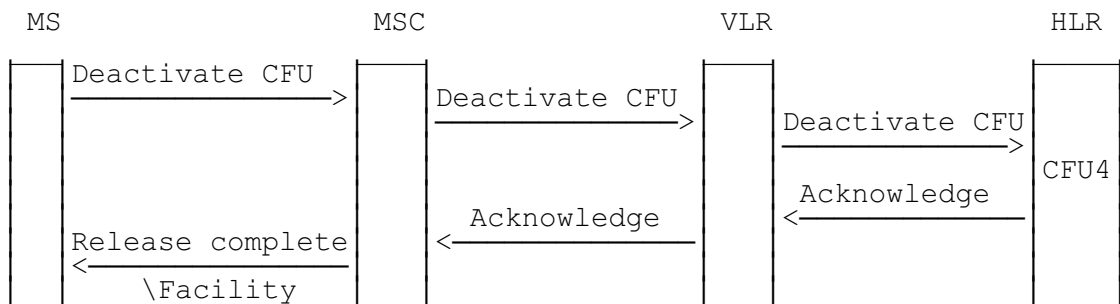 MS MSC VLR HLR
Deactivate CFU
Deactivate CFU
Deactivate CFU
CFU4
Acknowledge
Acknowledge
Release complete
\Facility